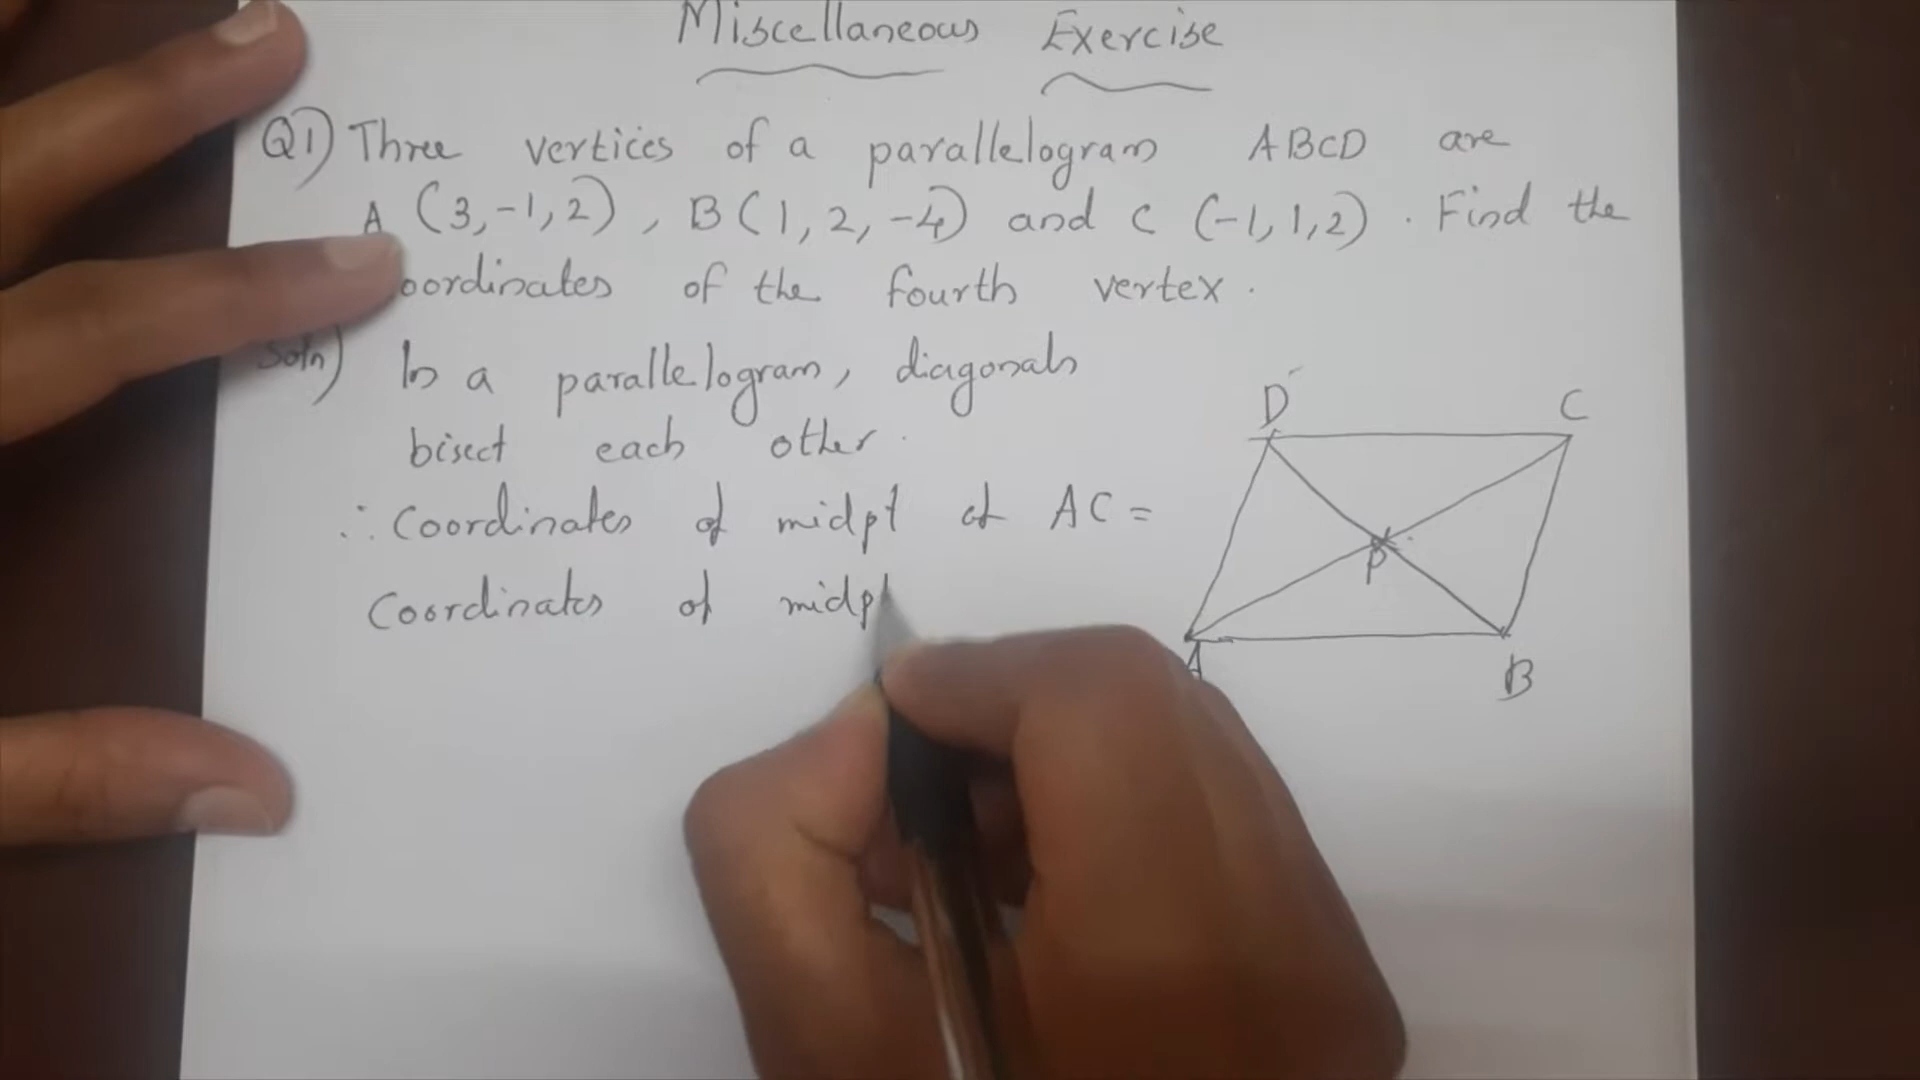 Miscellaneous Exercise
Q1) Three vertices of a parallelogram ABCD are
A (3,-1,2), B(1, 2, -4) and C (-1,1,2). Find the
oordinates of the fourth vertex.
Soln) In a parallelogram, diagonals
bisect each other.
∴ Coordinates of midpt of AC =
Coordinates of midpt
D C
P
A B